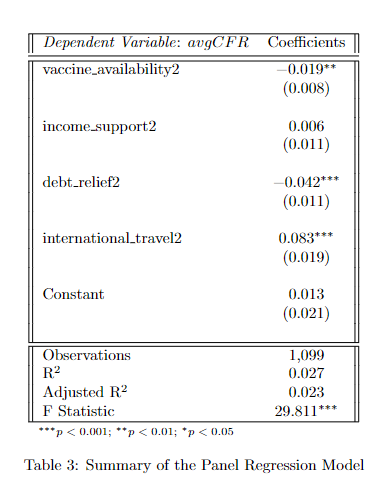 Dependent Variable: avgCFR Coefficients
vaccine_availability2 −0.019**
(0.008)
income_support2 0.006
(0.011)
debt_relief2 −0.042***
(0.011)
international_travel2 0.083***
(0.019)
Constant 0.013
(0.021)
Observations 1,099
R² 0.027
Adjusted R² 0.023
F Statistic 29.811***
***p < 0.001; **p < 0.01; *p < 0.05
Table 3: Summary of the Panel Regression Model